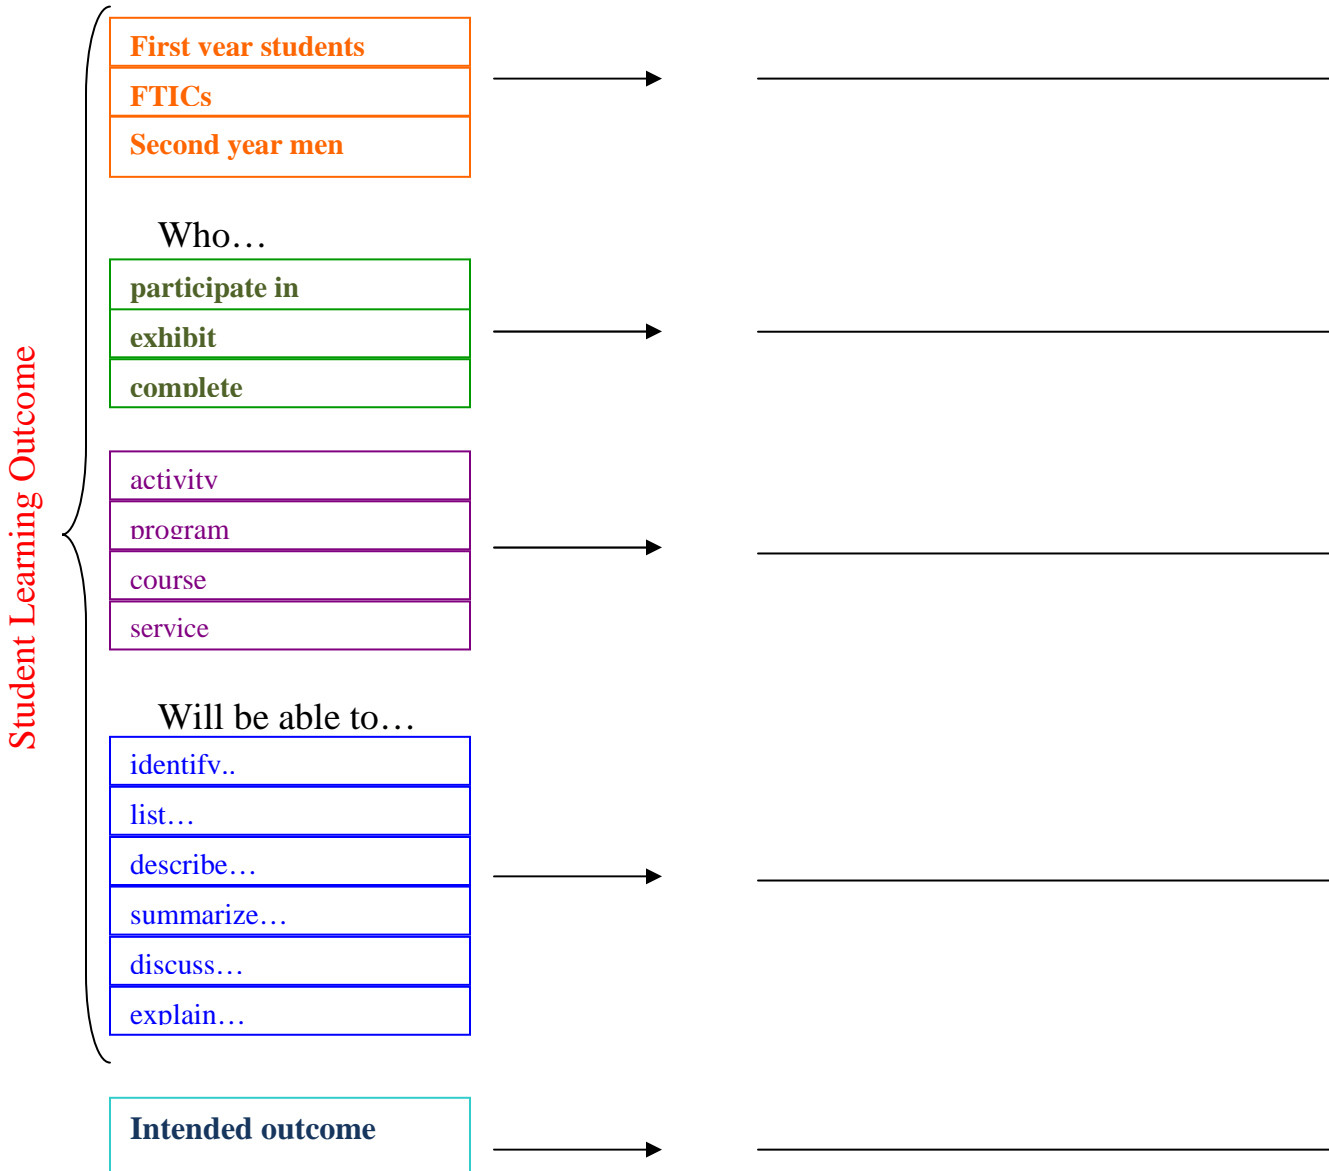 Student Learning Outcome
First year students
FTICs
Second year men
Who…
participate in
exhibit
complete
activity
program
course
service
Will be able to…
identify..
list…
describe…
summarize…
discuss…
explain…
Intended outcome